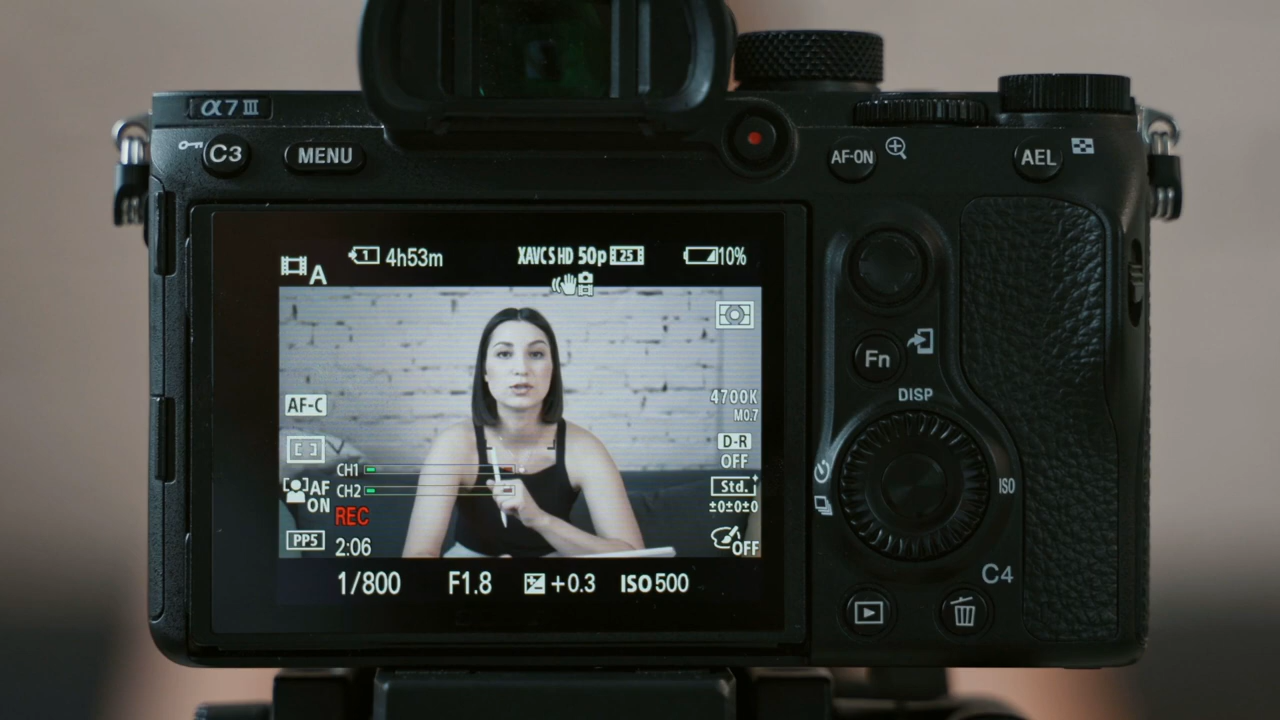 α7III
C3
MENU
AF-ON
AEL
A
1
4h53m
XAVC S HD 50p 25
10%
AF-C
4700K
M0.7
D-R
OFF
CH1
CH2
AF
ON
REC
Std.
±0±0±0
PP5
2:06
OFF
1/800
F1.8
+0.3
ISO 500
Fn
DISP
ISO
C4